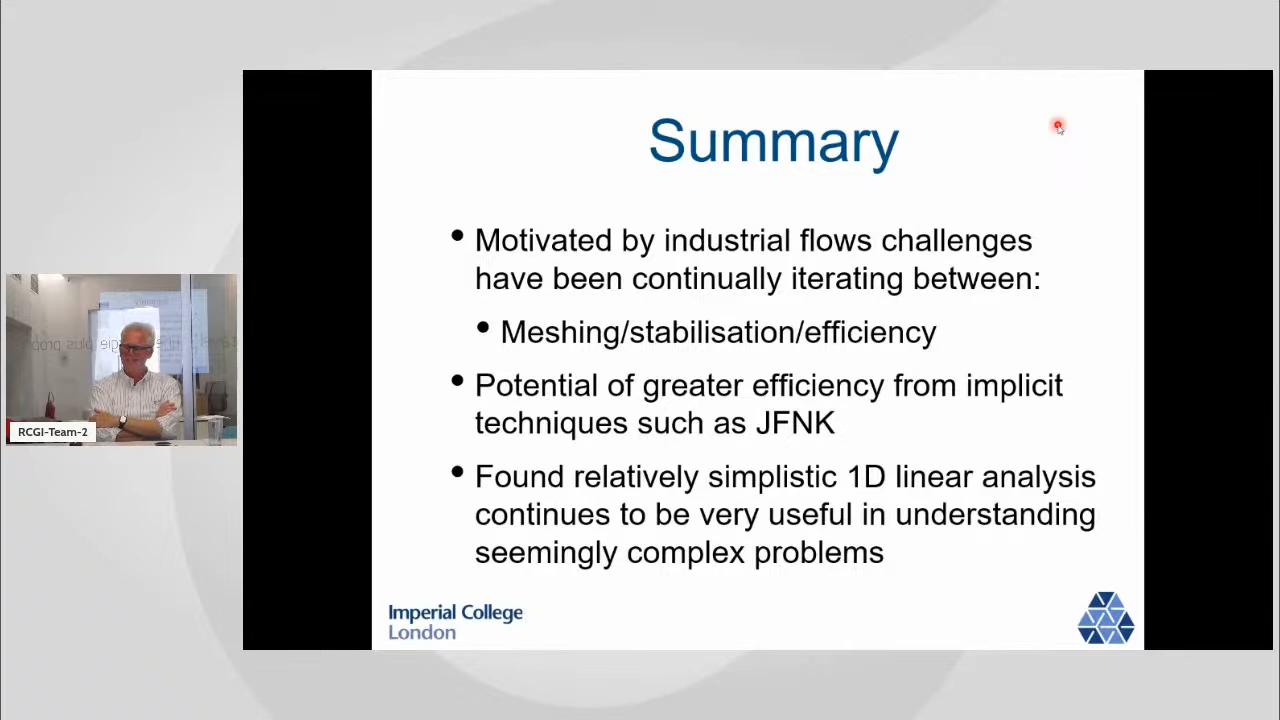 Summary
• Motivated by industrial flows challenges
have been continually iterating between:
• Meshing/stabilisation/efficiency
• Potential of greater efficiency from implicit
techniques such as JFNK
• Found relatively simplistic 1D linear analysis
continues to be very useful in understanding
seemingly complex problems
Imperial College
London
RCGI-Team-2